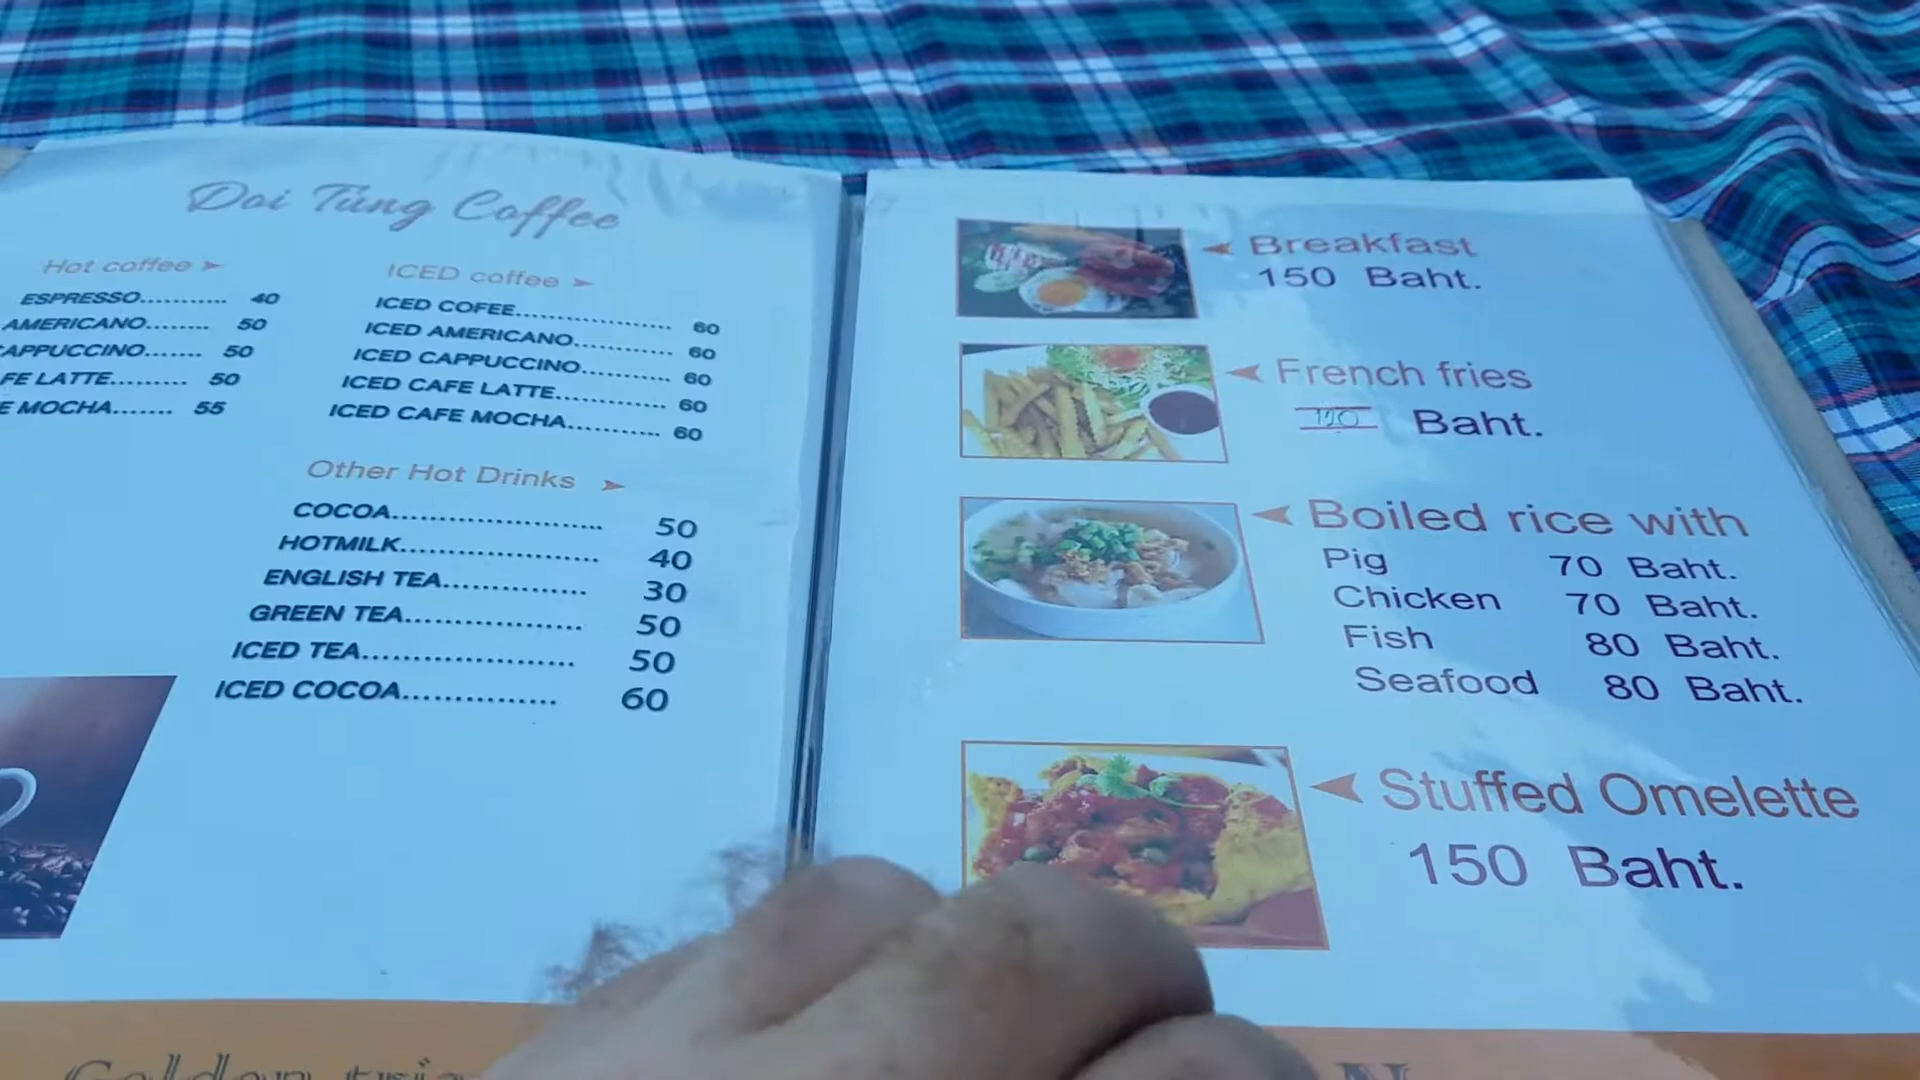 Doi Tung Coffee
Hot coffee
ESPRESSO........... 40
AMERICANO........ 50
CAPPUCCINO....... 50
FE LATTE.......... 50
E MOCHA....... 55
ICED coffee
ICED COFEE...................... 60
ICED AMERICANO.............. 60
ICED CAPPUCCINO............ 60
ICED CAFE LATTE............... 60
ICED CAFE MOCHA............ 60
Other Hot Drinks
COCOA.......................... 50
HOTMILK........................ 40
ENGLISH TEA................. 30
GREEN TEA..................... 50
ICED TEA......................... 50
ICED COCOA.................. 60
Breakfast
150 Baht.
French fries
120 Baht.
Boiled rice with
Pig 70 Baht.
Chicken 70 Baht.
Fish 80 Baht.
Seafood 80 Baht.
Stuffed Omelette
150 Baht.
Golden